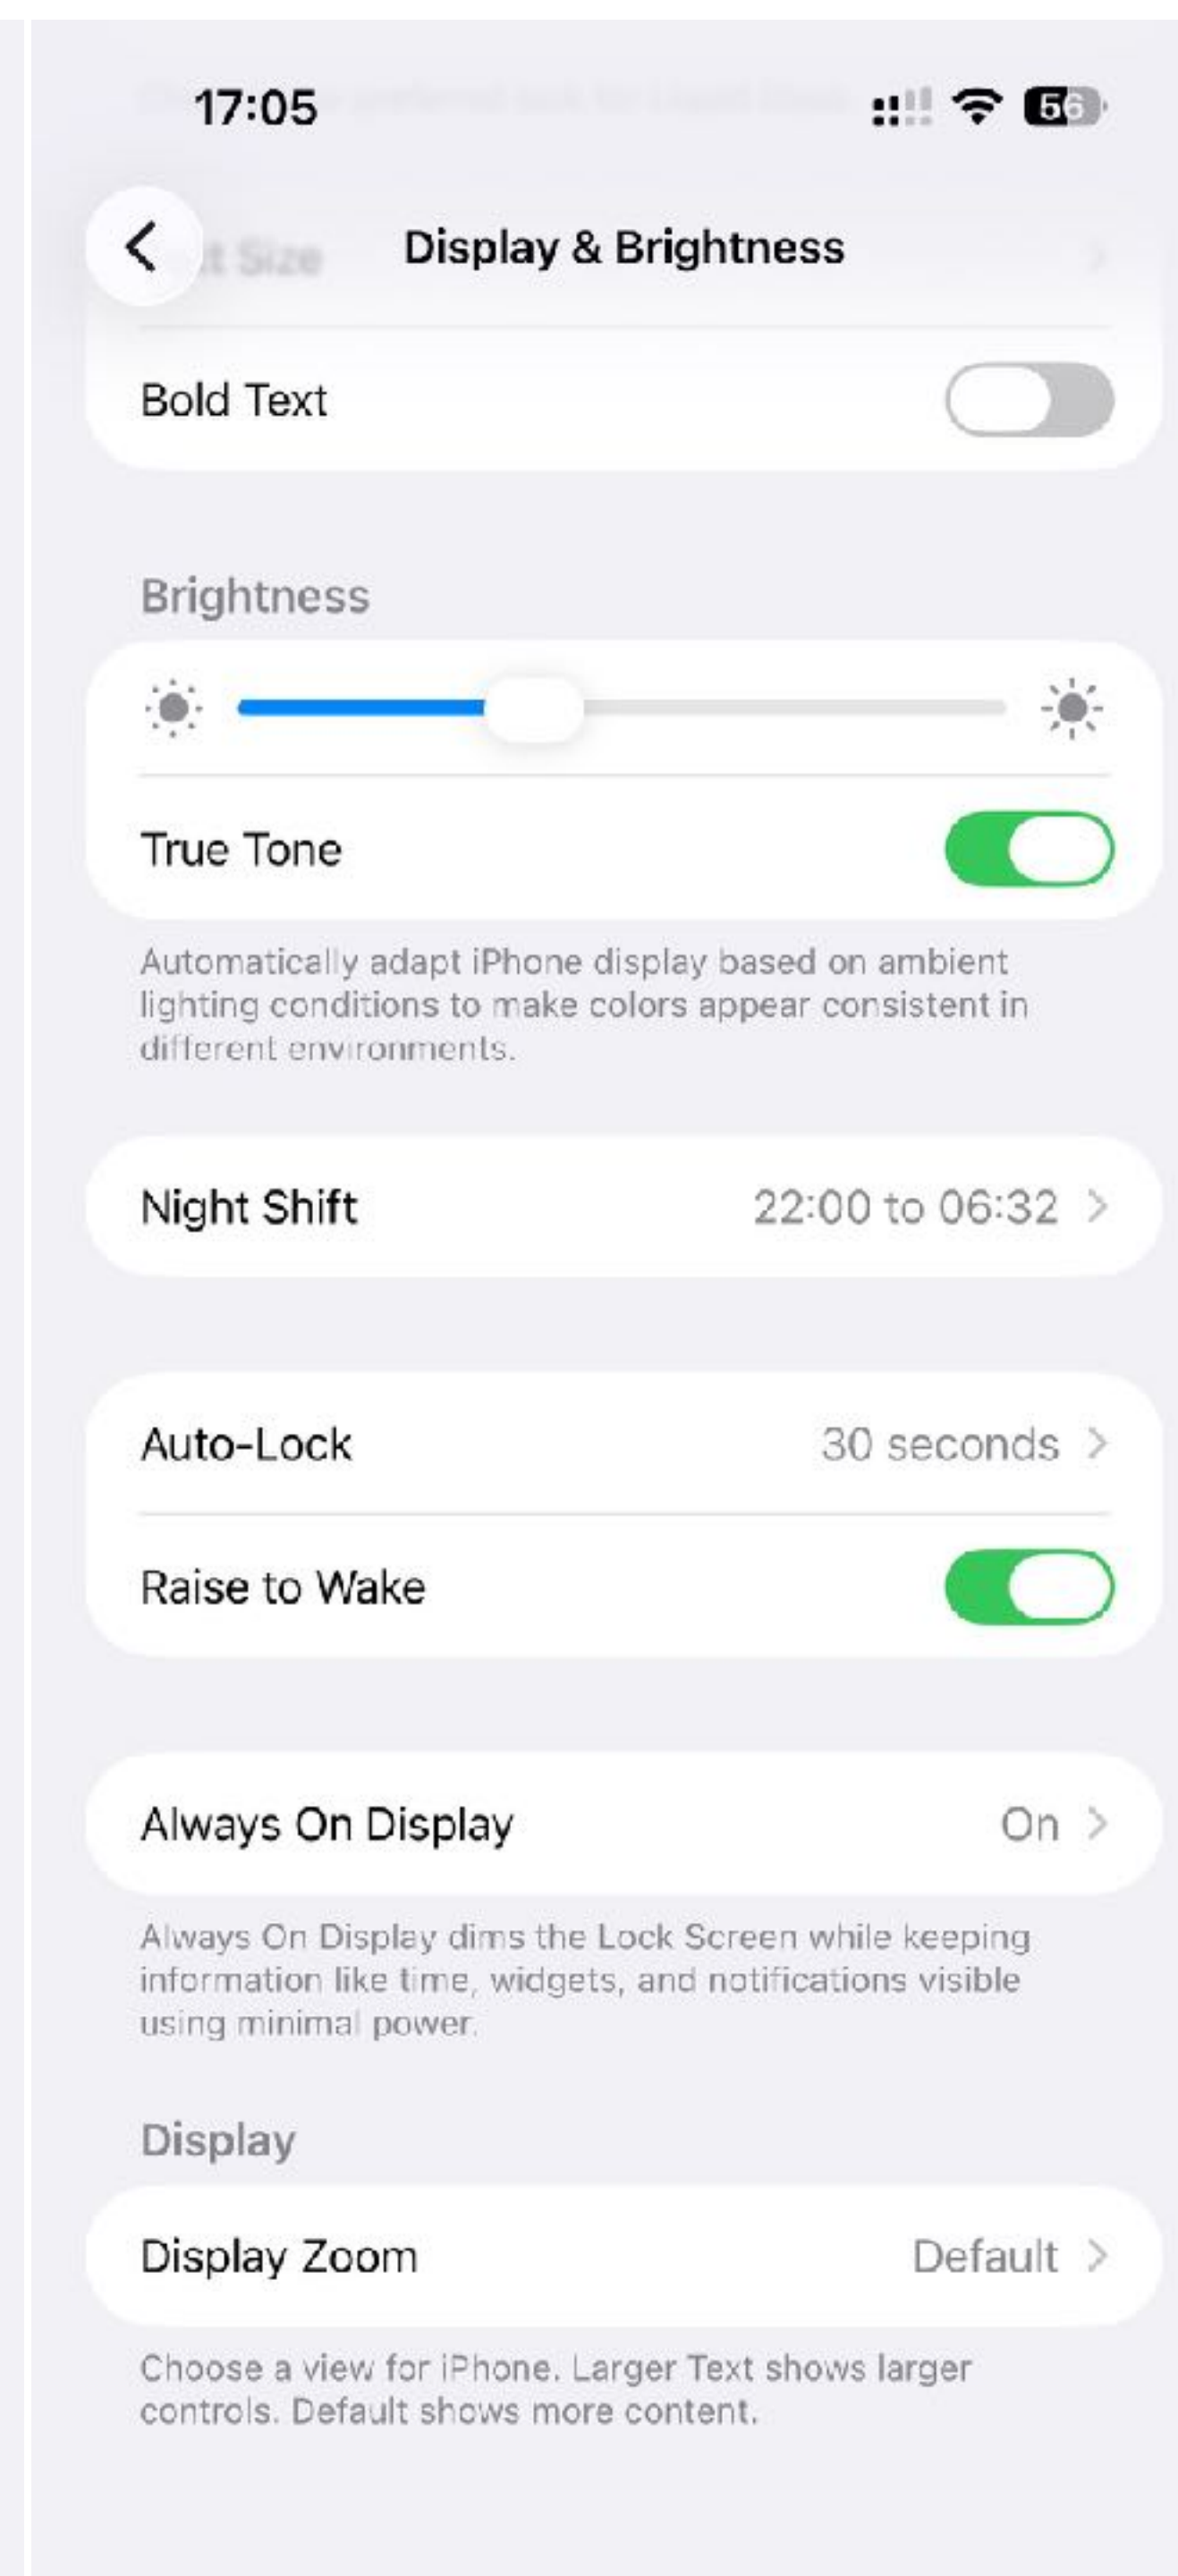 17:05
56
Size
Display & Brightness
Bold Text
Brightness
True Tone
Automatically adapt iPhone display based on ambient
lighting conditions to make colors appear consistent in
different environments.
Night Shift
22:00 to 06:32
Auto-Lock
30 seconds
Raise to Wake
Always On Display
On
Always On Display dims the Lock Screen while keeping
information like time, widgets, and notifications visible
using minimal power.
Display
Display Zoom
Default
Choose a view for iPhone. Larger Text shows larger
controls. Default shows more content.